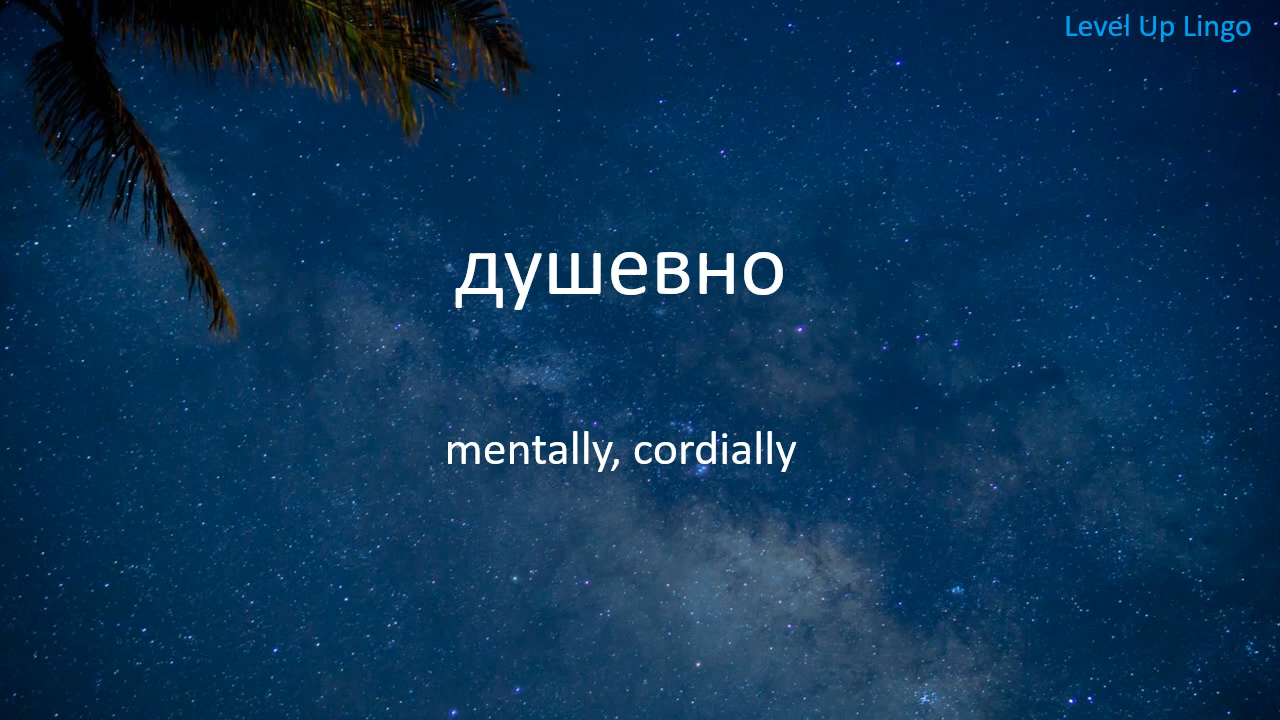 Level Up Lingo
душевно
mentally, cordially